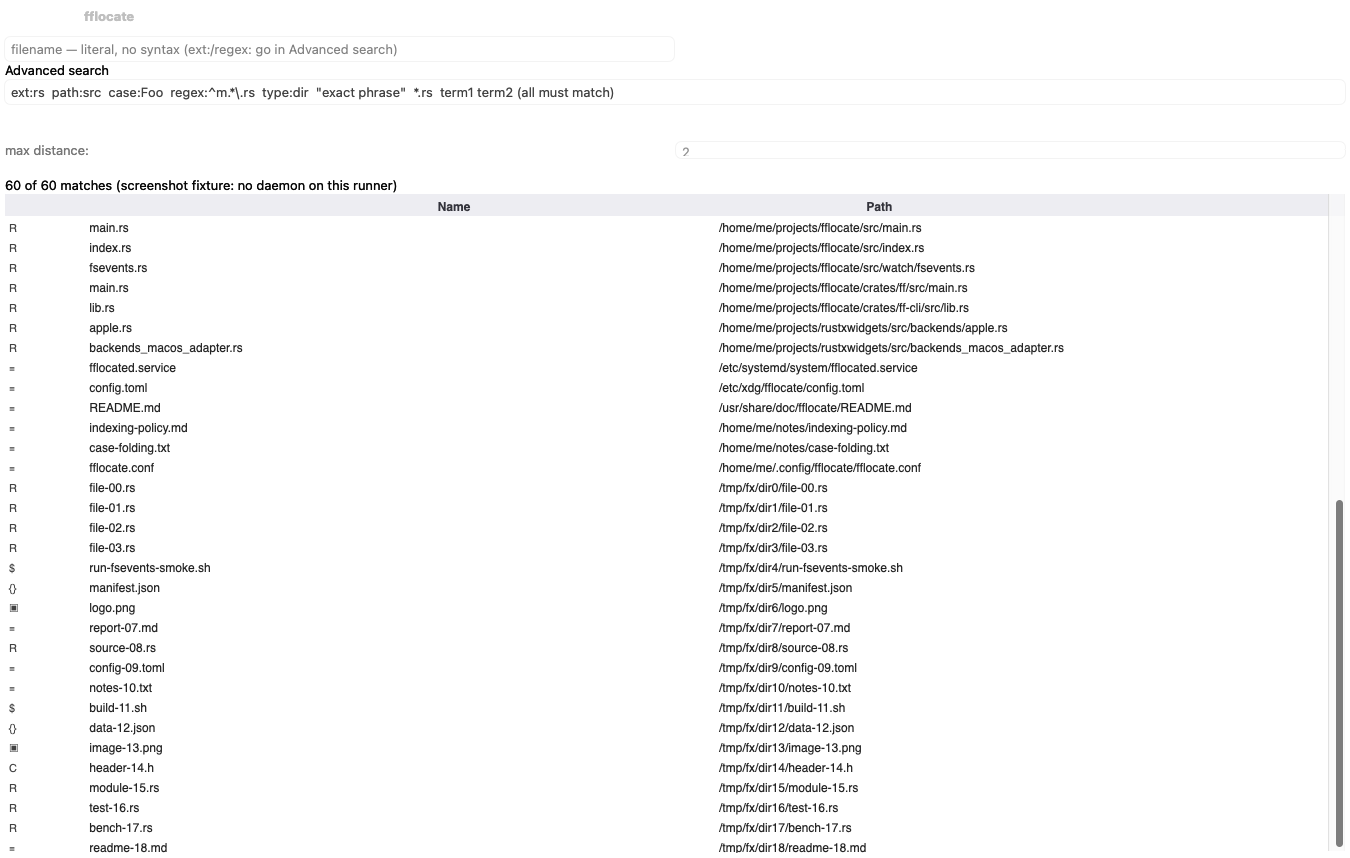 fflocate
filename — literal, no syntax (ext:/regex: go in Advanced search)
Advanced search
ext:rs  path:src  case:Foo  regex:^m.*\.rs  type:dir  "exact phrase"  *.rs  term1 term2 (all must match)
max distance: 2
60 of 60 matches (screenshot fixture: no daemon on this runner)
Name Path
R main.rs /home/me/projects/fflocate/src/main.rs
R index.rs /home/me/projects/fflocate/src/index.rs
R fsevents.rs /home/me/projects/fflocate/src/watch/fsevents.rs
R main.rs /home/me/projects/fflocate/crates/ff/src/main.rs
R lib.rs /home/me/projects/fflocate/crates/ff-cli/src/lib.rs
R apple.rs /home/me/projects/rustxwidgets/src/backends/apple.rs
R backends_macos_adapter.rs /home/me/projects/rustxwidgets/src/backends_macos_adapter.rs
≡ fflocated.service /etc/systemd/system/fflocated.service
≡ config.toml /etc/xdg/fflocate/config.toml
≡ README.md /usr/share/doc/fflocate/README.md
≡ indexing-policy.md /home/me/notes/indexing-policy.md
≡ case-folding.txt /home/me/notes/case-folding.txt
≡ fflocate.conf /home/me/.config/fflocate/fflocate.conf
R file-00.rs /tmp/fx/dir0/file-00.rs
R file-01.rs /tmp/fx/dir1/file-01.rs
R file-02.rs /tmp/fx/dir2/file-02.rs
R file-03.rs /tmp/fx/dir3/file-03.rs
$ run-fsevents-smoke.sh /tmp/fx/dir4/run-fsevents-smoke.sh
{} manifest.json /tmp/fx/dir5/manifest.json
▣ logo.png /tmp/fx/dir6/logo.png
≡ report-07.md /tmp/fx/dir7/report-07.md
R source-08.rs /tmp/fx/dir8/source-08.rs
≡ config-09.toml /tmp/fx/dir9/config-09.toml
≡ notes-10.txt /tmp/fx/dir10/notes-10.txt
$ build-11.sh /tmp/fx/dir11/build-11.sh
{} data-12.json /tmp/fx/dir12/data-12.json
▣ image-13.png /tmp/fx/dir13/image-13.png
C header-14.h /tmp/fx/dir14/header-14.h
R module-15.rs /tmp/fx/dir15/module-15.rs
R test-16.rs /tmp/fx/dir16/test-16.rs
R bench-17.rs /tmp/fx/dir17/bench-17.rs
≡ readme-18.md /tmp/fx/dir18/readme-18.md